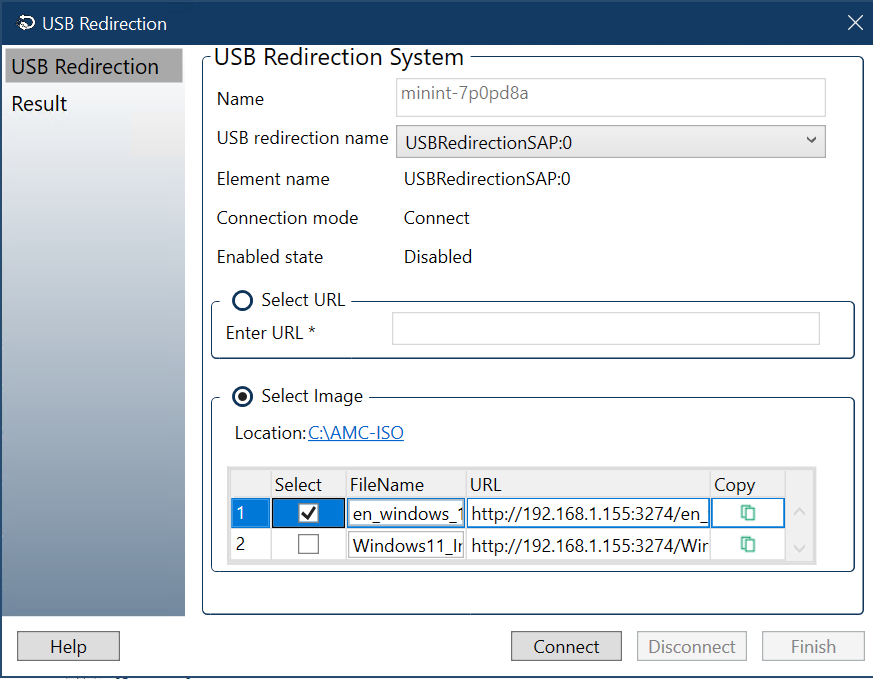 USB Redirection
USB Redirection
Result
USB Redirection System
Name
minint-7p0pd8a
USB redirection name
USBRedirectionSAP:0
Element name
USBRedirectionSAP:0
Connection mode
Connect
Enabled state
Disabled
Select URL
Enter URL *
Select Image
Location: C:\AMC-ISO
Select FileName URL Copy
1 en_windows_1 http://192.168.1.155:3274/en_
2 Windows11_In http://192.168.1.155:3274/Win
Help Connect Disconnect Finish